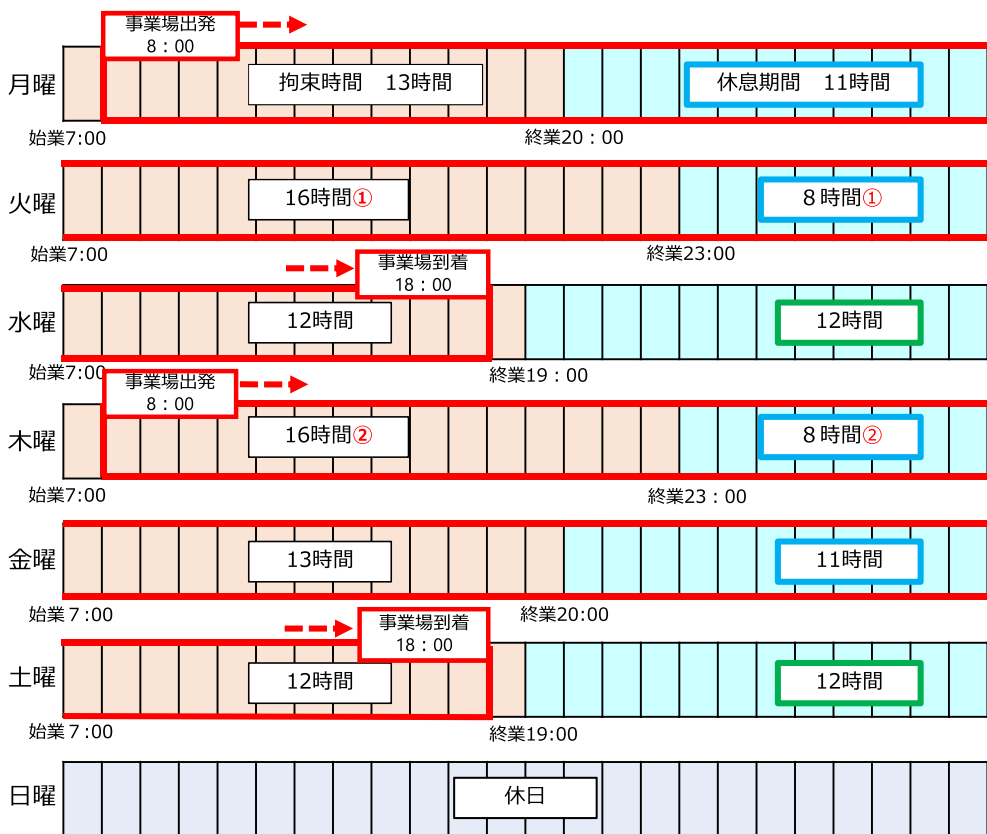 事業場出発
8：00
月曜
拘束時間　13時間
休息期間　11時間
始業7:00
終業20：00
火曜
16時間①
８時間①
始業7:00
終業23:00
事業場到着
18：00
水曜
12時間
12時間
始業7:00
終業19：00
事業場出発
8：00
木曜
16時間②
８時間②
始業7:00
終業23：00
金曜
13時間
11時間
始業７:00
終業20:00
事業場到着
18：00
土曜
12時間
12時間
始業７:00
終業19:00
日曜
休日